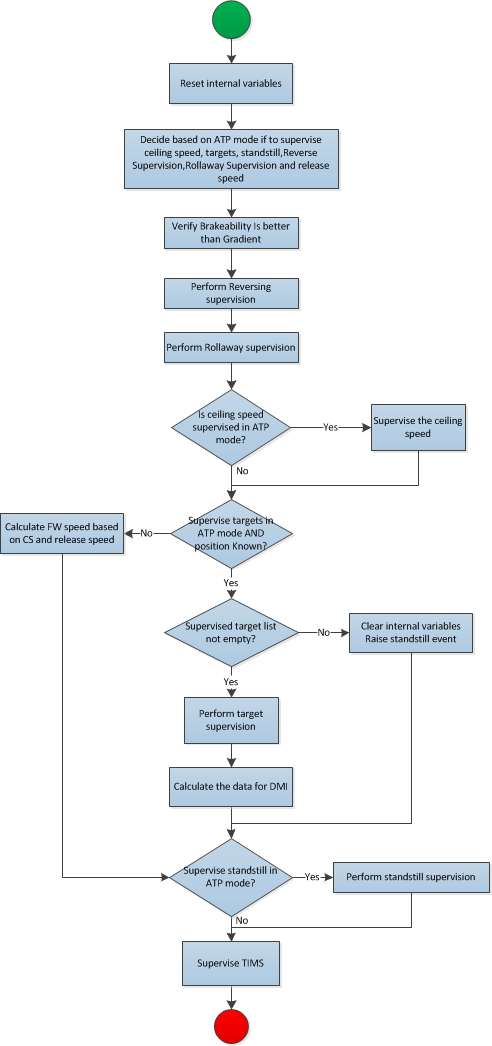 Reset internal variables
Decide based on ATP mode if to supervise
ceiling speed, targets, standstill,Reverse
Supervision,Rollaway Supervision and release
speed
Verify Brakeability Is better
than Gradient
Perform Reversing
supervision
Perform Rollaway supervision
Is ceiling speed
supervised in ATP
mode?
Yes
Supervise the ceiling
speed
No
Supervise targets in
ATP mode AND
position Known?
No
Calculate FW speed based
on CS and release speed
Yes
Supervised target list
not empty?
No
Clear internal variables
Raise standstill event
Yes
Perform target
supervision
Calculate the data for DMI
Supervise standstill in
ATP mode?
Yes
Perform standstill supervision
No
Supervise TIMS